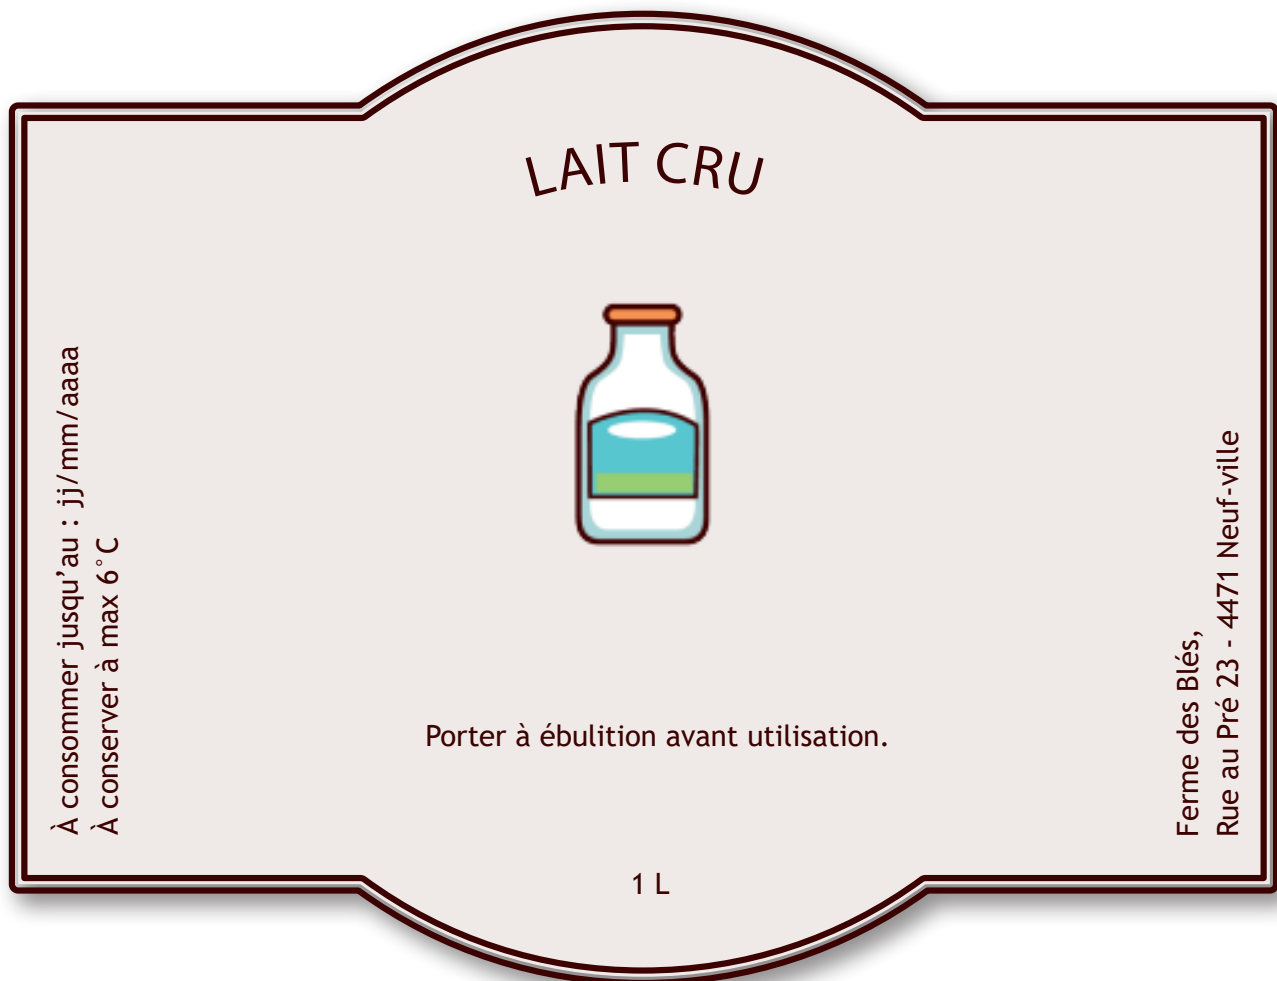 LAIT CRU
À consommer jusqu'au : jj/mm/aaaa
À conserver à max 6°C
Porter à ébulition avant utilisation.
1 L
Ferme des Blés,
Rue au Pré 23 - 4471 Neuf-ville